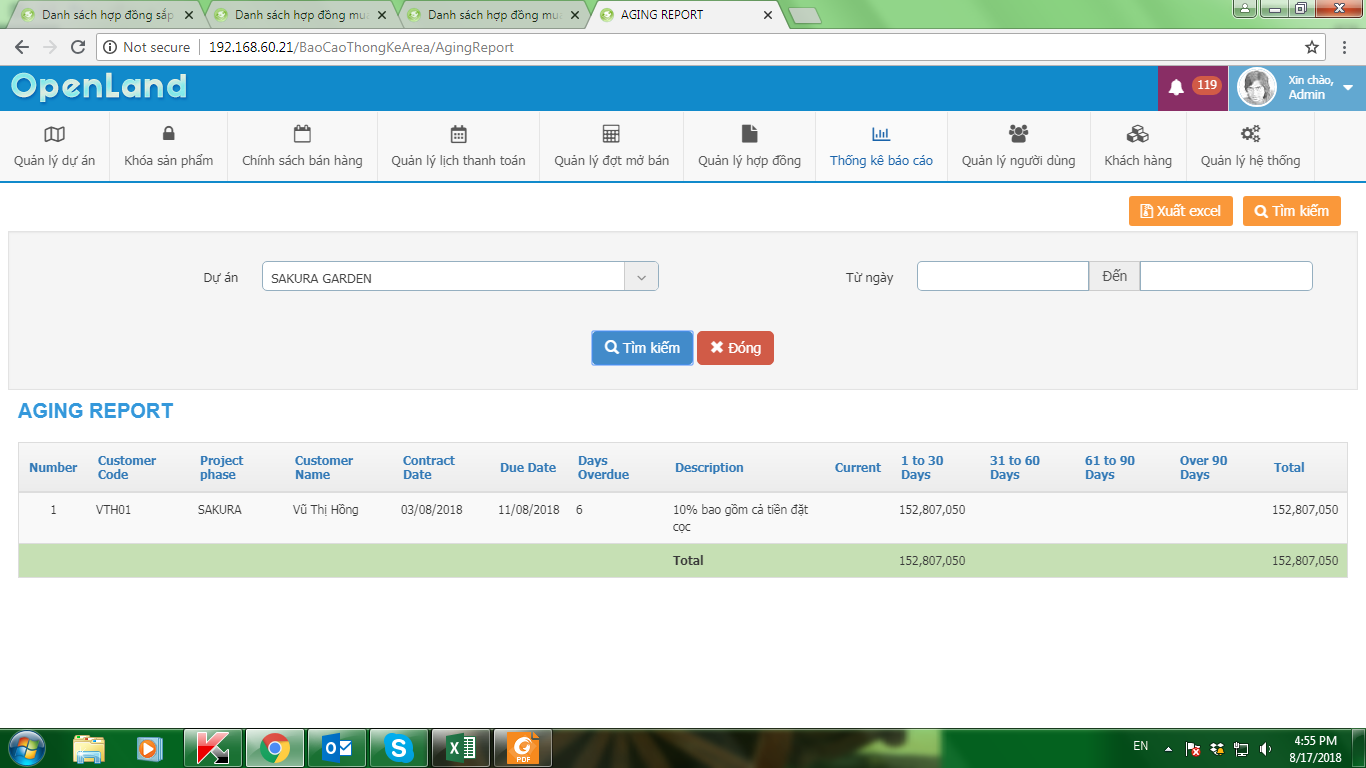 Danh sách hợp đồng sắp
Danh sách hợp đồng mua
Danh sách hợp đồng mua
AGING REPORT
Not secure
192.168.60.21/BaoCaoThongKeArea/AgingReport
OpenLand
119
Xin chào,
Admin
Quản lý dự án
Khóa sản phẩm
Chính sách bán hàng
Quản lý lịch thanh toán
Quản lý đợt mở bán
Quản lý hợp đồng
Thống kê báo cáo
Quản lý người dùng
Khách hàng
Quản lý hệ thống
Xuất excel
Tìm kiếm
Dự án
SAKURA GARDEN
Từ ngày
Đến
Tìm kiếm
Đóng
AGING REPORT
Number
Customer
Code
Project
phase
Customer
Name
Contract
Date
Due Date
Days
Overdue
Description
Current
1 to 30
Days
31 to 60
Days
61 to 90
Days
Over 90
Days
Total
1
VTH01
SAKURA
Vũ Thị Hồng
03/08/2018
11/08/2018
6
10% bao gồm cả tiền đặt
cọc
152,807,050
152,807,050
Total
152,807,050
152,807,050
PDF
EN
4:55 PM
8/17/2018